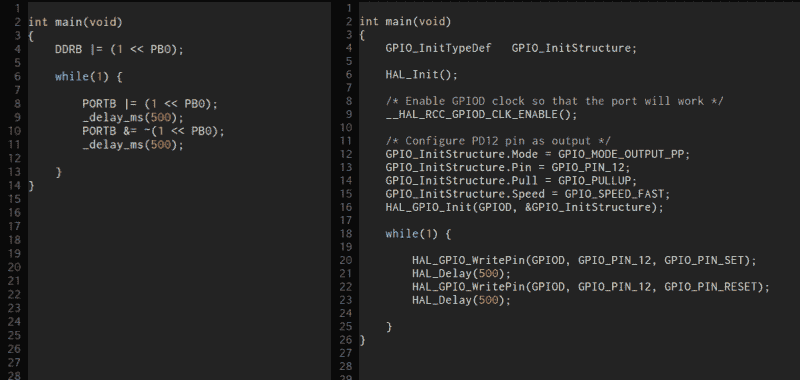 1
2 int main(void)
3 {
4     DDRB |= (1 << PB0);
5
6     while(1) {
7
8         PORTB |= (1 << PB0);
9         _delay_ms(500);
10         PORTB &= ~(1 << PB0);
11         _delay_ms(500);
12
13     }
14 }
15
16
17
18
19
20
21
22
23
24
25
26
27
28
1
2 int main(void)
3 {
4     GPIO_InitTypeDef   GPIO_InitStructure;
5
6     HAL_Init();
7
8     /* Enable GPIOD clock so that the port will work */
9     __HAL_RCC_GPIOD_CLK_ENABLE();
10
11     /* Configure PD12 pin as output */
12     GPIO_InitStructure.Mode = GPIO_MODE_OUTPUT_PP;
13     GPIO_InitStructure.Pin = GPIO_PIN_12;
14     GPIO_InitStructure.Pull = GPIO_PULLUP;
15     GPIO_InitStructure.Speed = GPIO_SPEED_FAST;
16     HAL_GPIO_Init(GPIOD, &GPIO_InitStructure);
17
18     while(1) {
19
20         HAL_GPIO_WritePin(GPIOD, GPIO_PIN_12, GPIO_PIN_SET);
21         HAL_Delay(500);
22         HAL_GPIO_WritePin(GPIOD, GPIO_PIN_12, GPIO_PIN_RESET);
23         HAL_Delay(500);
24
25     }
26 }
27
28
29